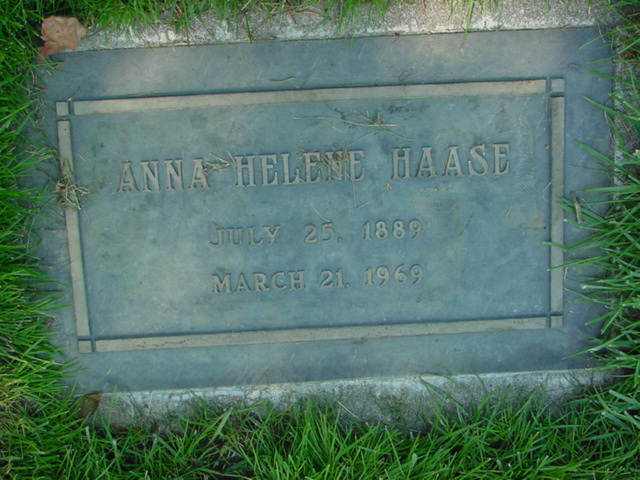 ANNA HELENE HAASE
JULY 25, 1889
MARCH 21, 1969